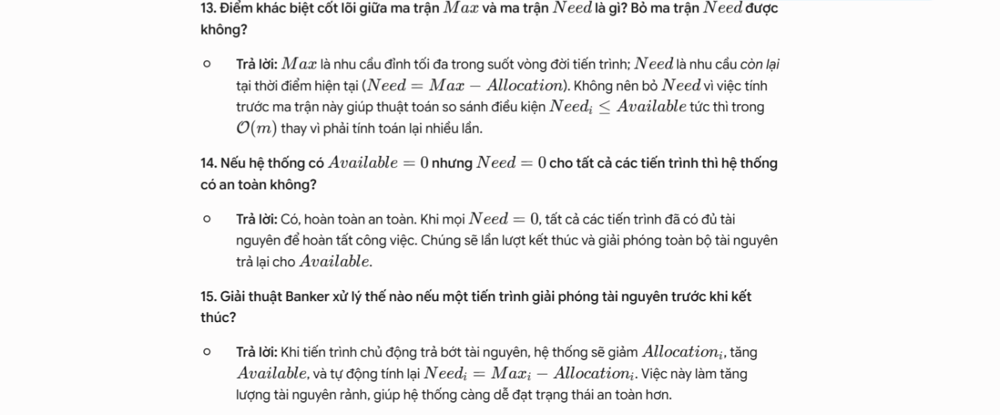 13. Điểm khác biệt cốt lõi giữa ma trận Max và ma trận Need là gì? Bỏ ma trận Need được
không?
Trả lời: Max là nhu cầu đỉnh tối đa trong suốt vòng đời tiến trình; Need là nhu cầu còn lại
tại thời điểm hiện tại (Need = Max − Allocation). Không nên bỏ Need vì việc tính
trước ma trận này giúp thuật toán so sánh điều kiện Needᵢ ≤ Available tức thì trong
O(m) thay vì phải tính toán lại nhiều lần.
14. Nếu hệ thống có Available = 0 nhưng Need = 0 cho tất cả các tiến trình thì hệ thống
có an toàn không?
Trả lời: Có, hoàn toàn an toàn. Khi mọi Need = 0, tất cả các tiến trình đã có đủ tài
nguyên để hoàn tất công việc. Chúng sẽ lần lượt kết thúc và giải phóng toàn bộ tài nguyên
trả lại cho Available.
15. Giải thuật Banker xử lý thế nào nếu một tiến trình giải phóng tài nguyên trước khi kết
thúc?
Trả lời: Khi tiến trình chủ động trả bớt tài nguyên, hệ thống sẽ giảm Allocationᵢ, tăng
Available, và tự động tính lại Needᵢ = Maxᵢ − Allocationᵢ. Việc này làm tăng
lượng tài nguyên rảnh, giúp hệ thống càng dễ đạt trạng thái an toàn hơn.